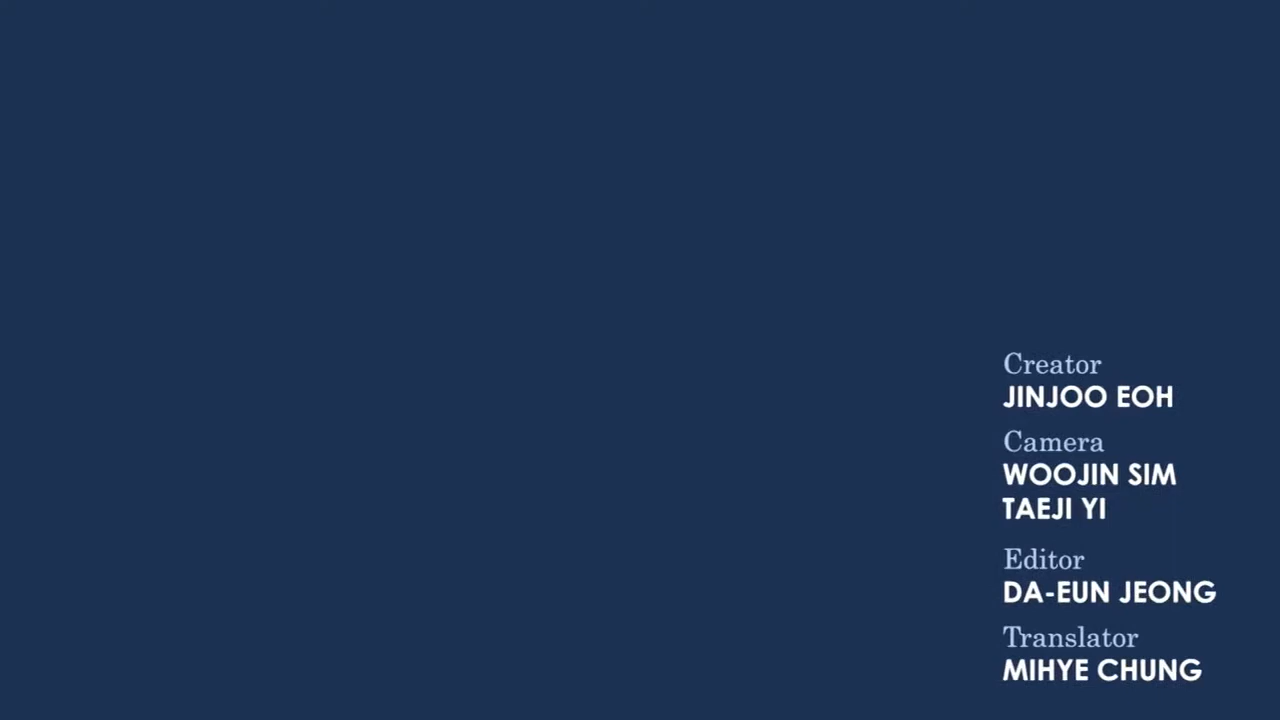 Creator
JINJOO EOH
Camera
WOOJIN SIM
TAEJI YI
Editor
DA-EUN JEONG
Translator
MIHYE CHUNG